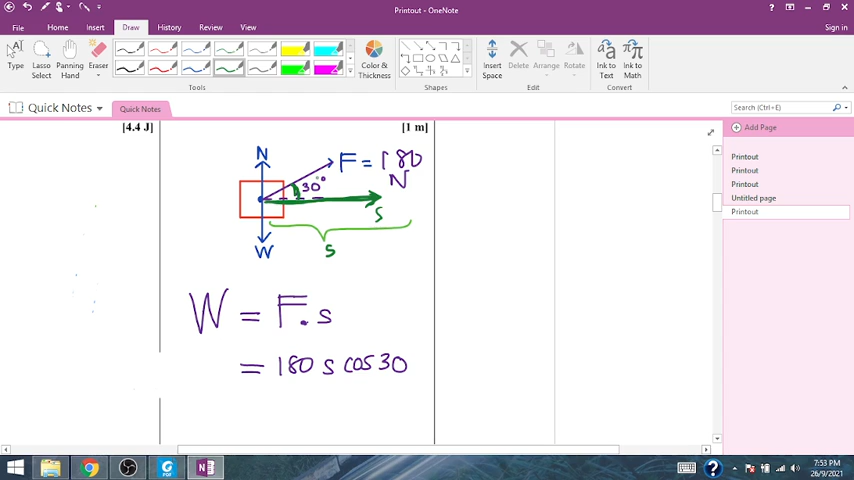 Printout - OneNote
File Home Insert Draw History Review View
Sign in
Type
Lasso Select
Panning Hand
Eraser
Color & Thickness
Insert Space
Delete
Arrange
Rotate
Ink to Text
Ink to Math
Tools
Shapes
Edit
Convert
Quick Notes
Quick Notes
Search (Ctrl+E)
Add Page
Printout
Printout
Printout
Untitled page
Printout
[4.4 J]
[1 m]
N
F = 180 N
30°
S
S
W
W = F.s
= 180 s cos 30
7:53 PM
26/9/2021